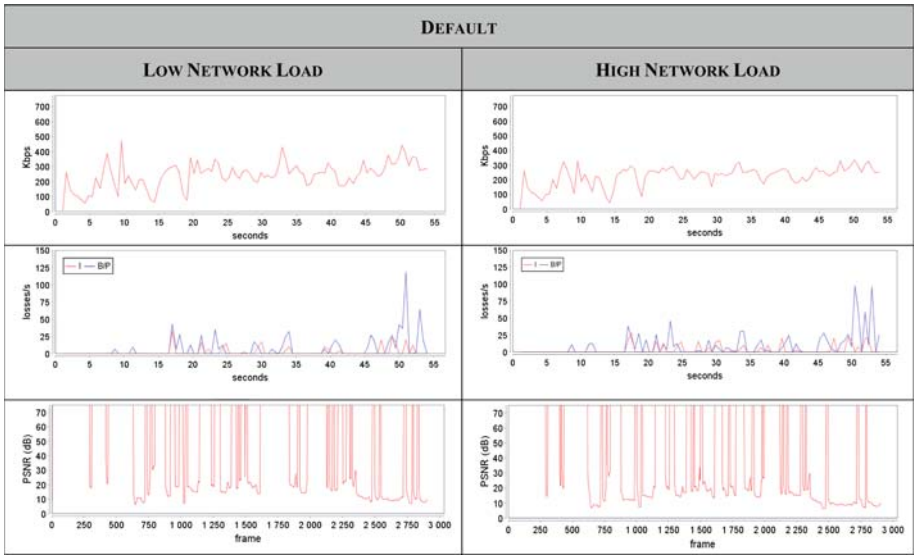 DEFAULT
LOW NETWORK LOAD
HIGH NETWORK LOAD
700
600
500
400
300
200
100
0
Kbps
0 5 10 15 20 25 30 35 40 45 50 55
seconds
700
600
500
400
300
200
100
0
Kbps
0 5 10 15 20 25 30 35 40 45 50 55
seconds
150
125
100
75
50
25
0
losses/s
I B/P
0 5 10 15 20 25 30 35 40 45 50 55
seconds
150
125
100
75
50
25
0
losses/s
I B/P
0 5 10 15 20 25 30 35 40 45 50 55
seconds
70
60
50
40
30
20
10
0
PSNR (dB)
0 250 500 750 1 000 1 250 1 500 1 750 2 000 2 250 2 500 2 750 3 000
frame
70
60
50
40
30
20
10
0
PSNR (dB)
0 250 500 750 1 000 1 250 1 500 1 750 2 000 2 250 2 500 2 750 3 000
frame